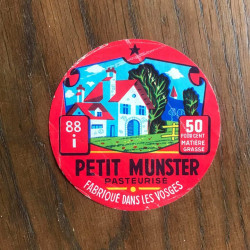 88
i
50
POUR CENT
MATIÈRE
GRASSE
PETIT MUNSTER
PASTEURISÉ
FABRIQUÉ DANS LES VOSGES